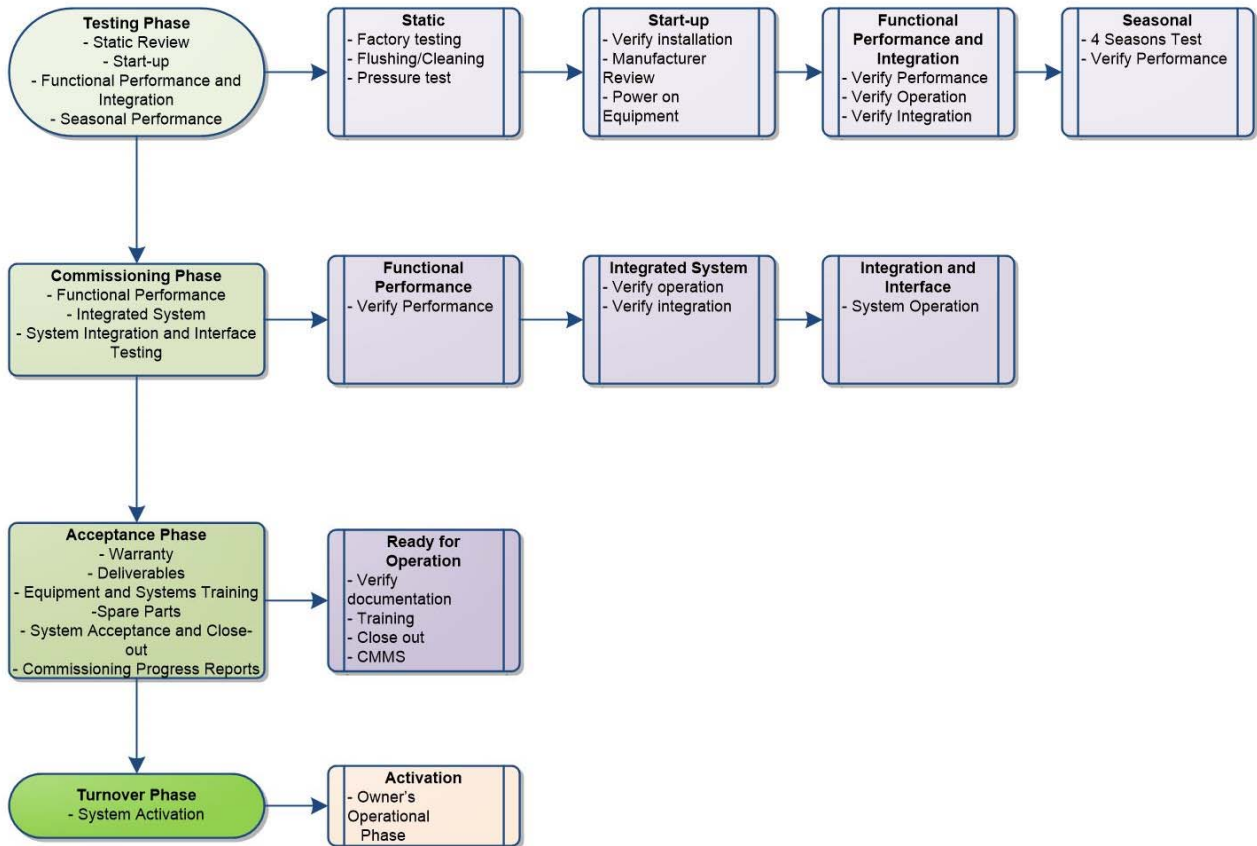 Testing Phase
- Static Review
- Start-up
- Functional Performance and
Integration
- Seasonal Performance
Static
- Factory testing
- Flushing/Cleaning
- Pressure test
Start-up
- Verify installation
- Manufacturer
Review
- Power on
Equipment
Functional
Performance and
Integration
- Verify Performance
- Verify Operation
- Verify Integration
Seasonal
- 4 Seasons Test
- Verify Performance
Commissioning Phase
- Functional Performance
- Integrated System
- System Integration and Interface
Testing
Functional
Performance
- Verify Performance
Integrated System
- Verify operation
- Verify integration
Integration and
Interface
- System Operation
Acceptance Phase
- Warranty
- Deliverables
- Equipment and Systems Training
-Spare Parts
- System Acceptance and Close-
out
- Commissioning Progress Reports
Ready for
Operation
- Verify
documentation
- Training
- Close out
- CMMS
Turnover Phase
- System Activation
Activation
- Owner's
Operational
Phase